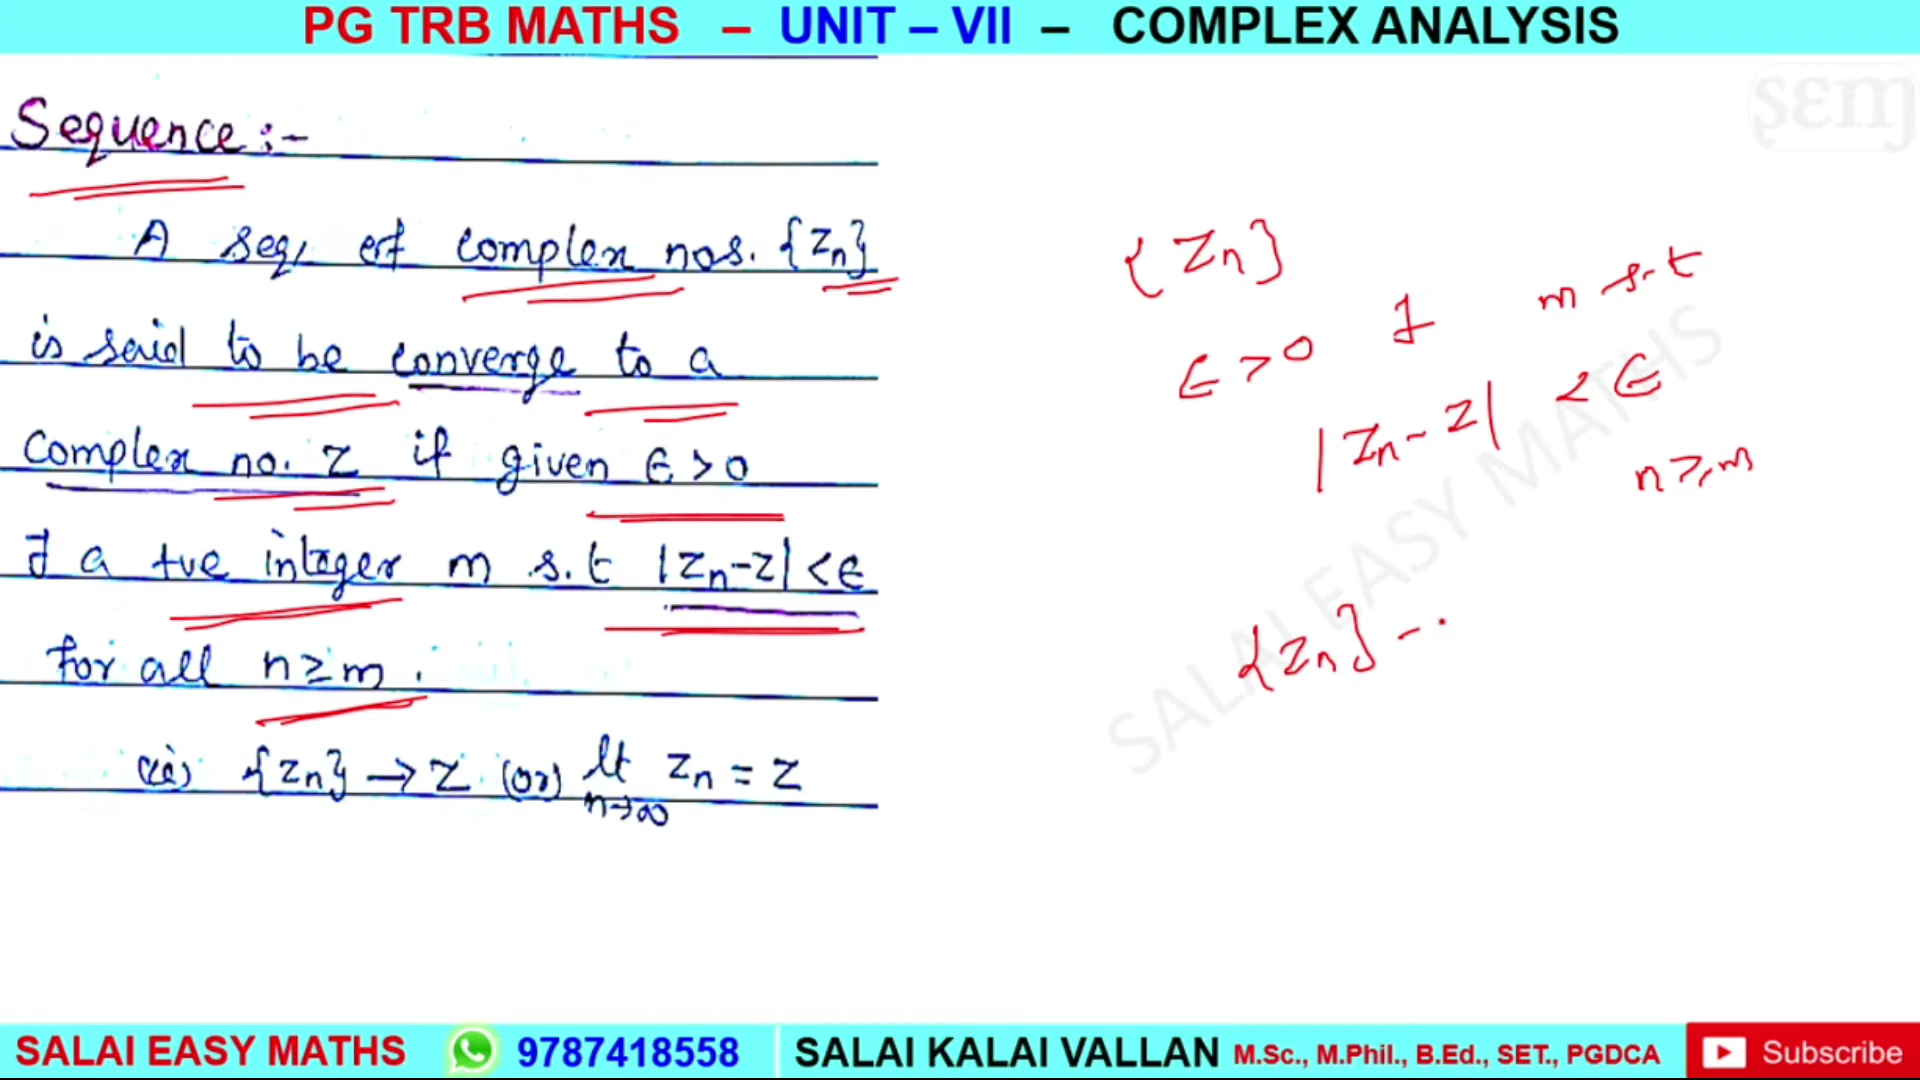 PG TRB MATHS – UNIT – VII – COMPLEX ANALYSIS
sɛm
Sequence :-
A seq, of complex nos. {Zn}
is said to be converge to a
complex no. Z if given ϵ>0
∃ a +ve integer m s.t |Zn-Z|<ϵ
for all n≥m.
(ie) {Zn}→Z (or) lt n→∞ Zn = Z
{Zn}
ϵ>0 ∃ m s.t
|Zn-Z| <ϵ
n≥m
{Zn} -
SALAI EASY MATHS
SALAI EASY MATHS 9787418558 SALAI KALAI VALLAN M.Sc., M.Phil., B.Ed., SET., PGDCA Subscribe